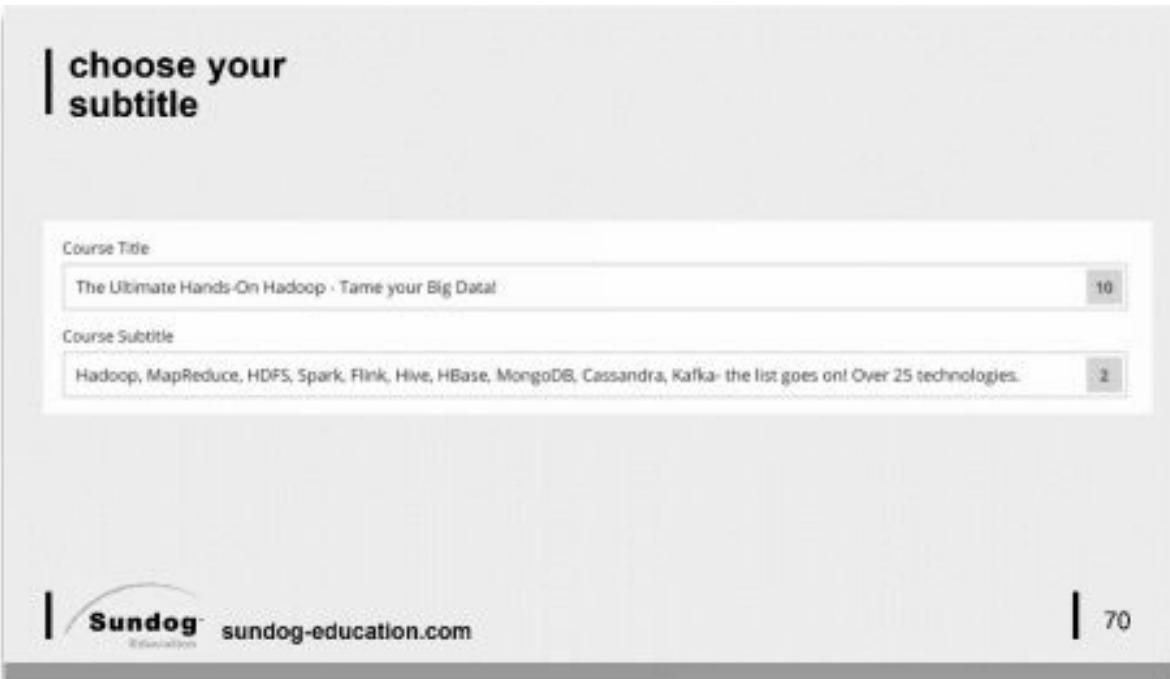 choose your
subtitle
Course Title
The Ultimate Hands-On Hadoop - Tame your Big Data!
10
Course Subtitle
Hadoop, MapReduce, HDFS, Spark, Flink, Hive, HBase, MongoDB, Cassandra, Kafka- the list goes on! Over 25 technologies.
2
Sundog
Education
sundog-education.com
70